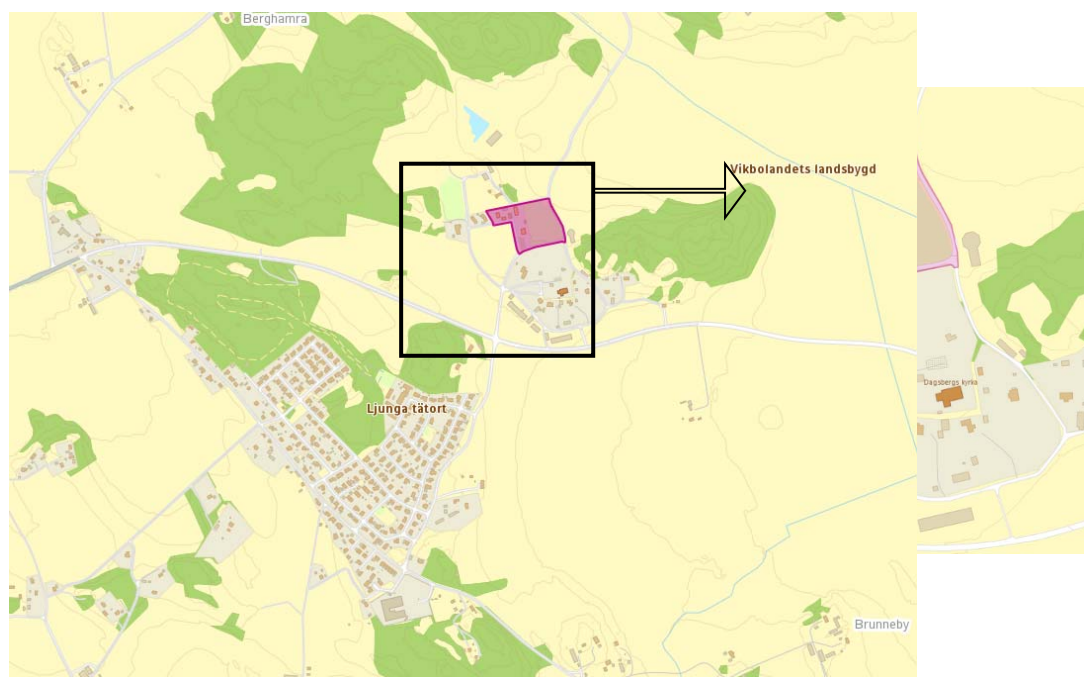 Berghamra
Vikbolandets landsbygd
Dagsbergs kyrka
Ljunga tätort
Brunneby